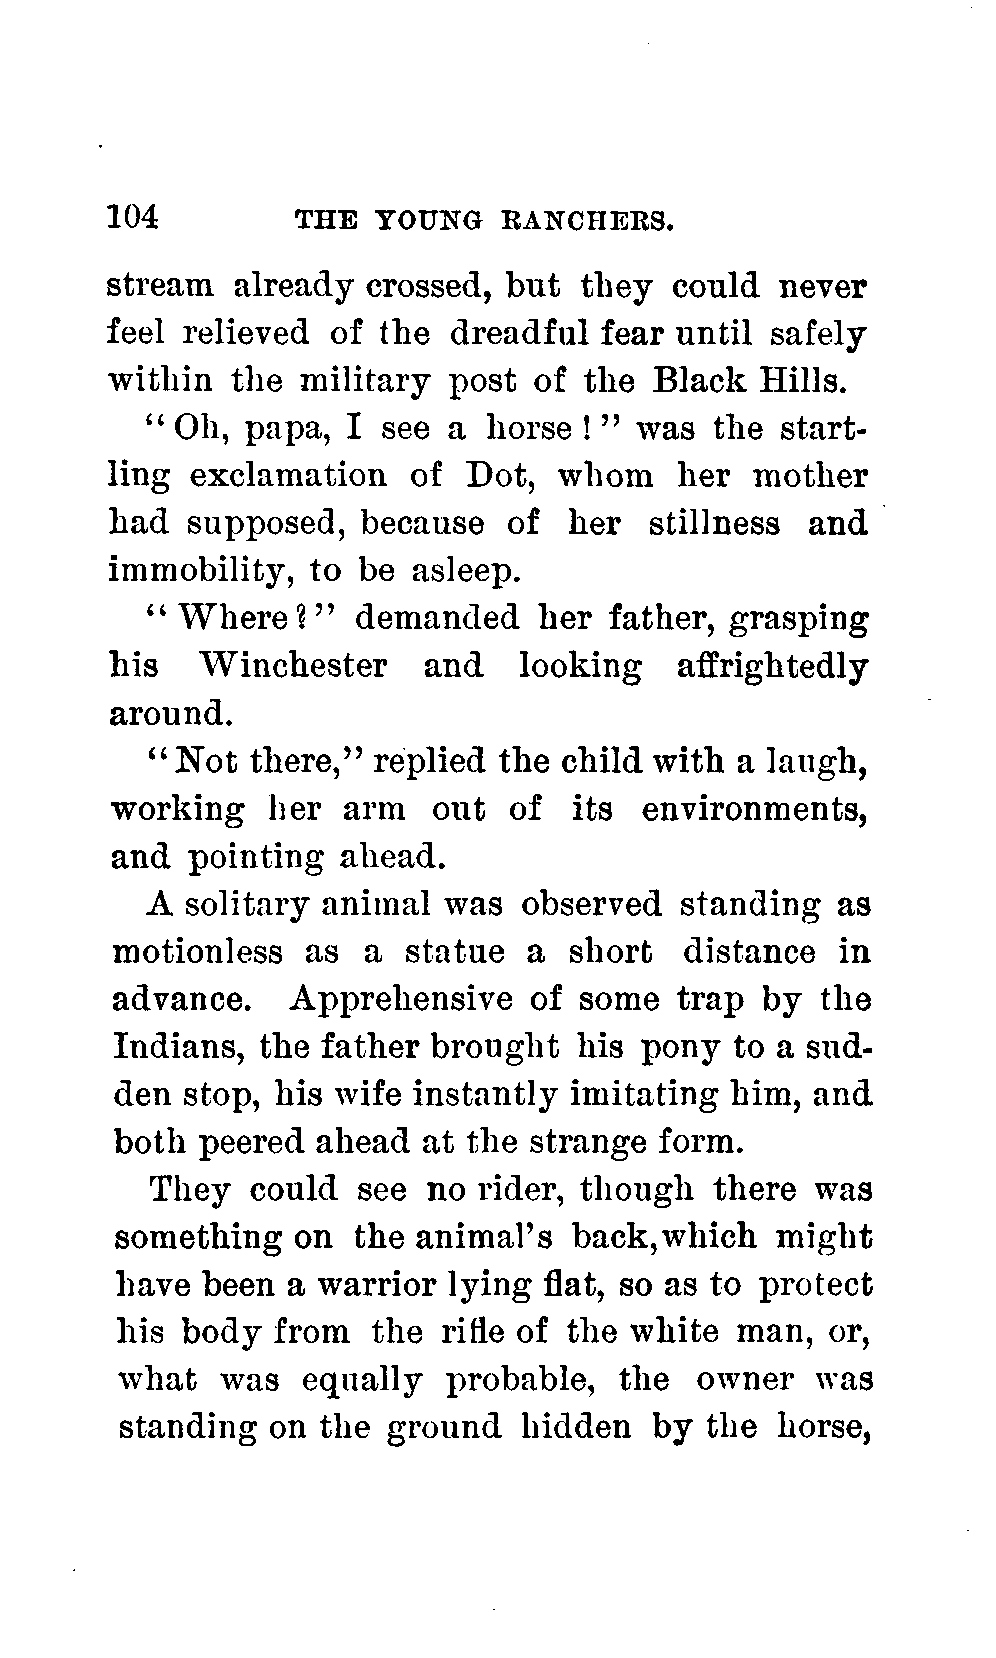 104 THE YOUNG RANCHERS.
stream already crossed, but they could never
feel relieved of the dreadful fear until safely
within the military post of the Black Hills.
“Oh, papa, I see a horse!” was the start-
ling exclamation of Dot, whom her mother
had supposed, because of her stillness and
immobility, to be asleep.
“Where?” demanded her father, grasping
his Winchester and looking affrightedly
around.
“Not there,” replied the child with a laugh,
working her arm out of its environments,
and pointing ahead.
A solitary animal was observed standing as
motionless as a statue a short distance in
advance. Apprehensive of some trap by the
Indians, the father brought his pony to a sud-
den stop, his wife instantly imitating him, and
both peered ahead at the strange form.
They could see no rider, though there was
something on the animal’s back,which might
have been a warrior lying flat, so as to protect
his body from the rifle of the white man, or,
what was equally probable, the owner was
standing on the ground hidden by the horse,